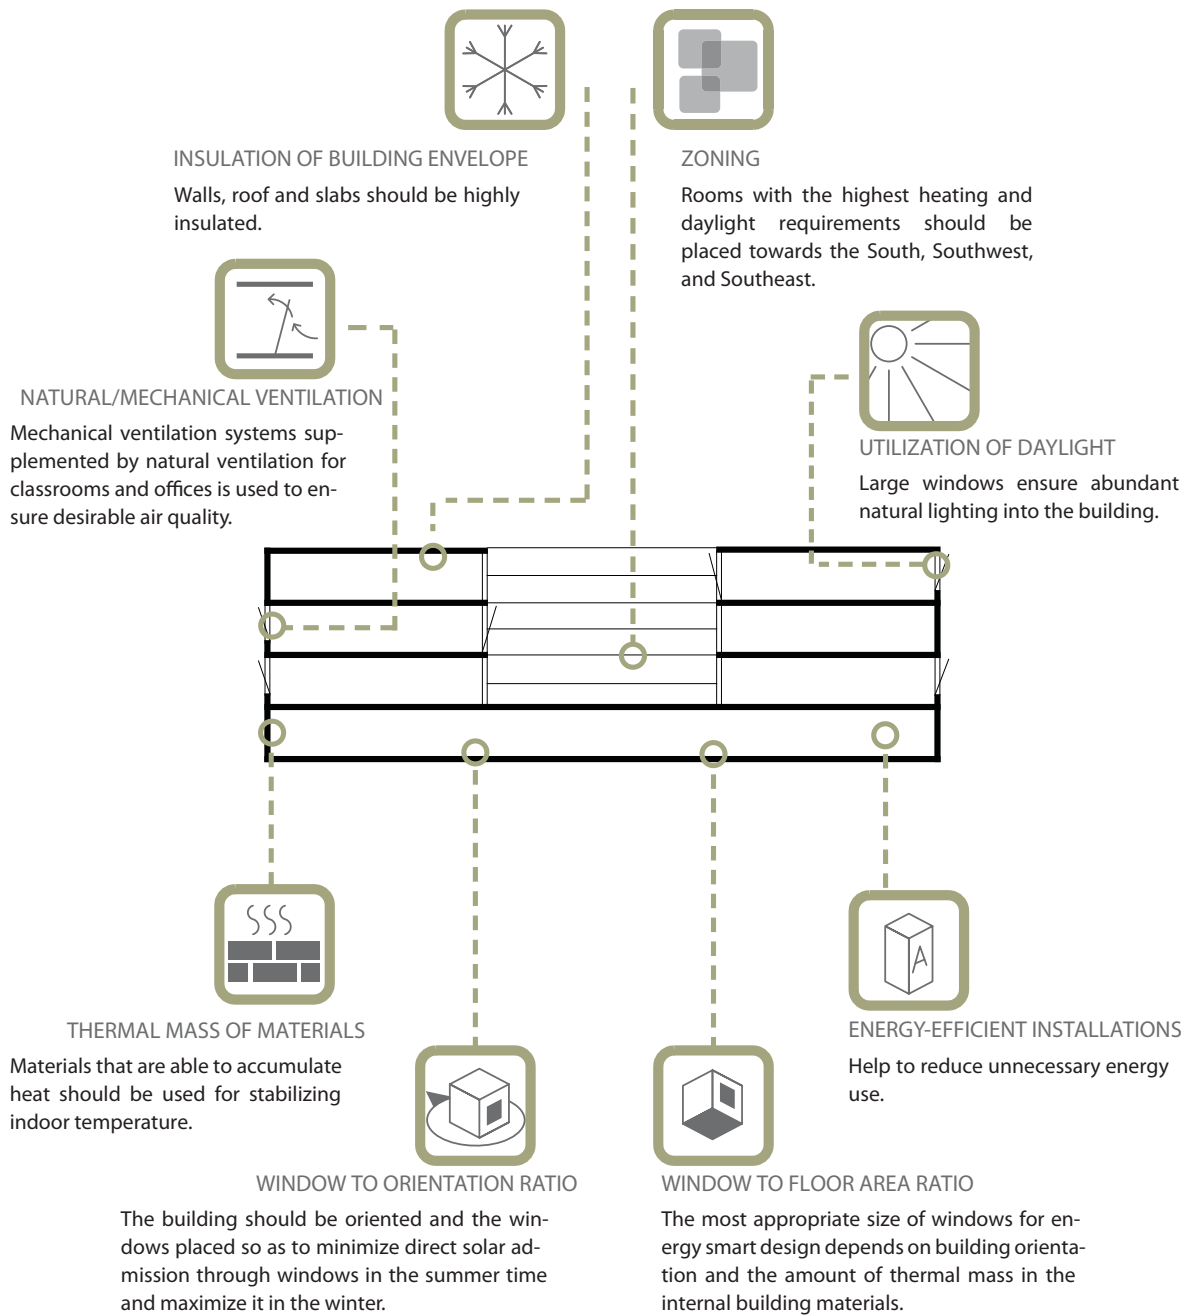 INSULATION OF BUILDING ENVELOPE
Walls, roof and slabs should be highly
insulated.
ZONING
Rooms with the highest heating and
daylight requirements should be
placed towards the South, Southwest,
and Southeast.
NATURAL/MECHANICAL VENTILATION
Mechanical ventilation systems sup-
plemented by natural ventilation for
classrooms and offices is used to en-
sure desirable air quality.
UTILIZATION OF DAYLIGHT
Large windows ensure abundant
natural lighting into the building.
THERMAL MASS OF MATERIALS
Materials that are able to accumulate
heat should be used for stabilizing
indoor temperature.
A
ENERGY-EFFICIENT INSTALLATIONS
Help to reduce unnecessary energy
use.
WINDOW TO ORIENTATION RATIO
The building should be oriented and the win-
dows placed so as to minimize direct solar ad-
mission through windows in the summer time
and maximize it in the winter.
WINDOW TO FLOOR AREA RATIO
The most appropriate size of windows for en-
ergy smart design depends on building orienta-
tion and the amount of thermal mass in the
internal building materials.